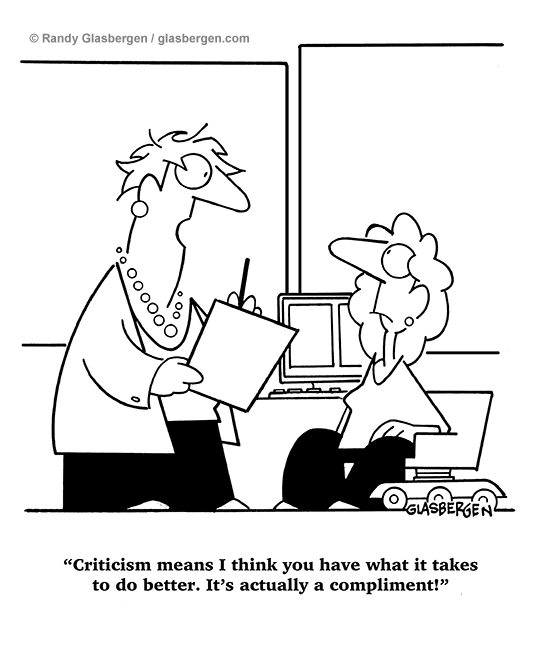 © Randy Glasbergen / glasbergen.com
GLASBERGEN
“Criticism means I think you have what it takes
to do better. It’s actually a compliment!”